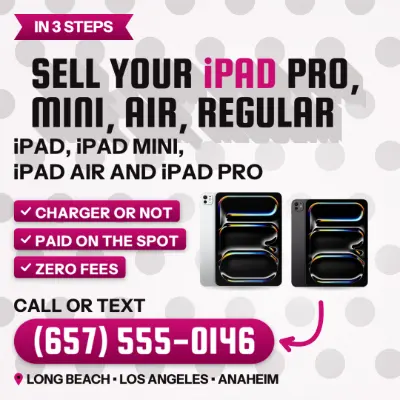 IN 3 STEPS
SELL YOUR iPAD PRO,
MINI, AIR, REGULAR
iPAD, iPAD MINI,
iPAD AIR AND iPAD PRO
CHARGER OR NOT
PAID ON THE SPOT
ZERO FEES
CALL OR TEXT
(657) 555-0146
LONG BEACH • LOS ANGELES • ANAHEIM